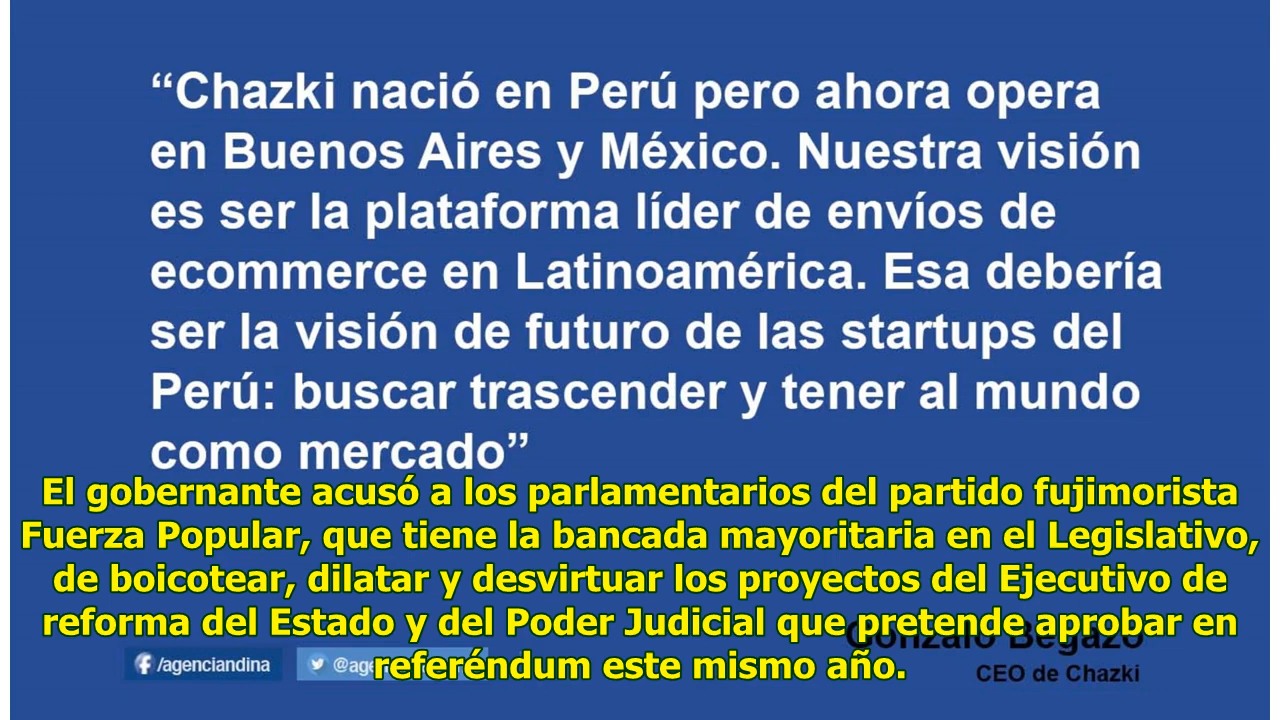 “Chazki nació en Perú pero ahora opera
en Buenos Aires y México. Nuestra visión
es ser la plataforma líder de envíos de
ecommerce en Latinoamérica. Esa debería
ser la visión de futuro de las startups del
Perú: buscar trascender y tener al mundo
como mercado”
El gobernante acusó a los parlamentarios del partido fujimorista
Fuerza Popular, que tiene la bancada mayoritaria en el Legislativo,
de boicotear, dilatar y desvirtuar los proyectos del Ejecutivo de
reforma del Estado y del Poder Judicial que pretende aprobar en
referéndum este mismo año.
Gonzalo Begazo
CEO de Chazki
/agenciandina